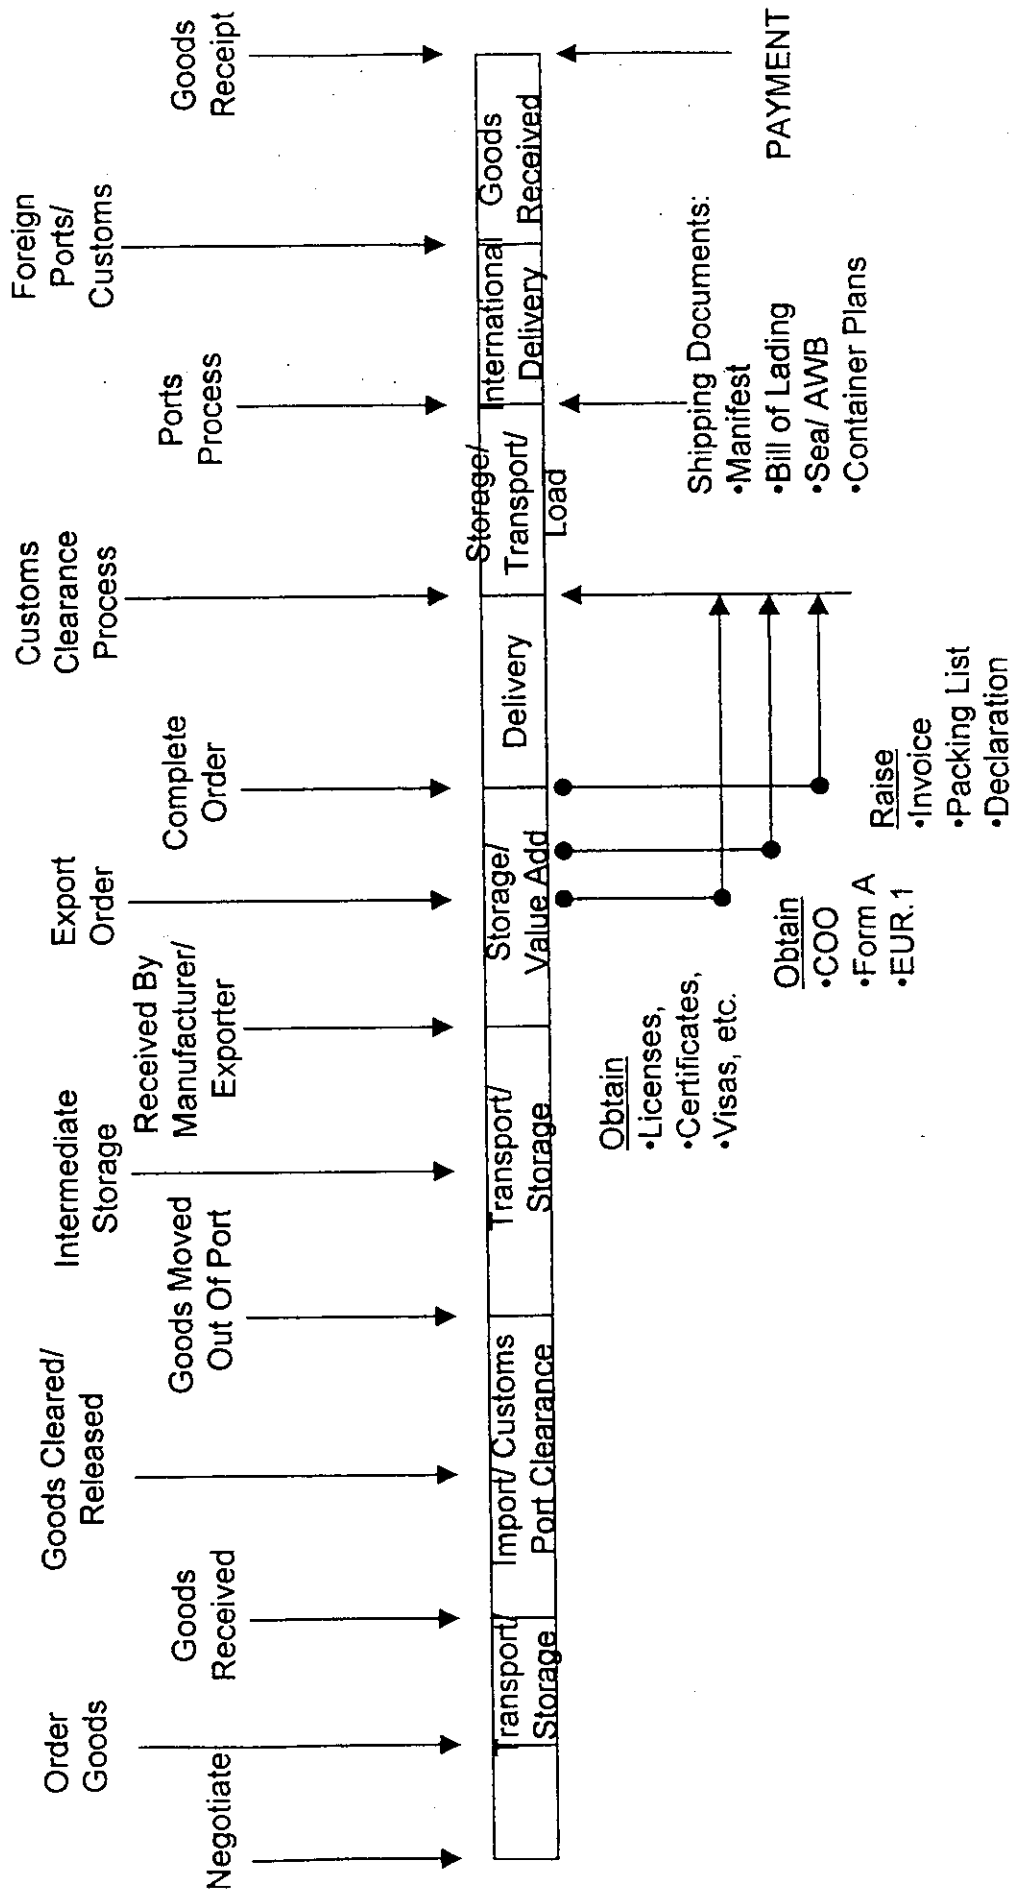 Negotiate
Order
Goods
Goods
Received
Goods Cleared/
Released
Goods Moved
Out Of Port
Intermediate
Storage
Received By
Manufacturer/
Exporter
Export
Order
Complete
Order
Customs
Clearance
Process
Ports
Process
Foreign
Ports/
Customs
Goods
Receipt
Transport/
Storage
Import/ Customs
Port Clearance
Transport/
Storage
Storage/
Value Add
Delivery
Storage/
Transport/
Load
International
Delivery
Goods
Received
Obtain
•Licenses,
•Certificates,
•Visas, etc.
Obtain
•COO
•Form A
•EUR.1
Raise
•Invoice
•Packing List
•Declaration
Shipping Documents:
•Manifest
•Bill of Lading
•Sea/ AWB
•Container Plans
PAYMENT